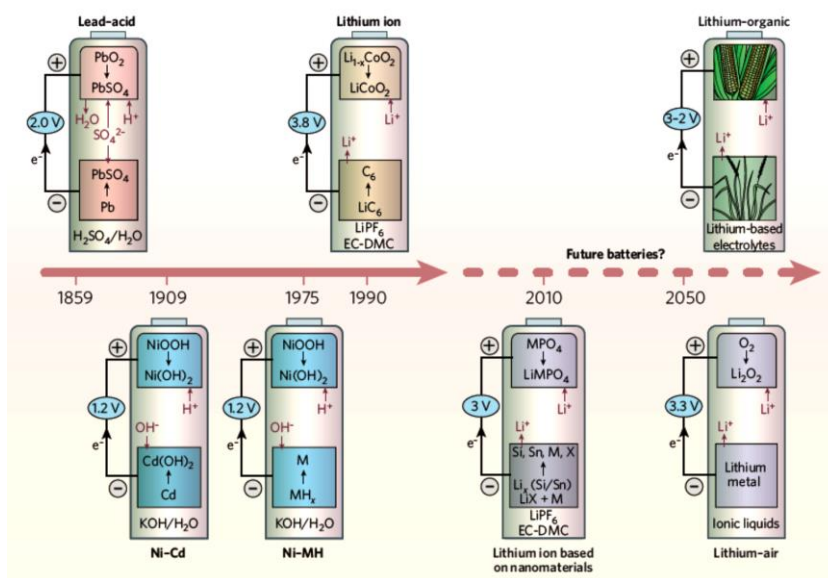 Lead–acid
PbO₂
PbSO₄
H₂O
H⁺
SO₄²⁻
2.0 V
e⁻
PbSO₄
Pb
H₂SO₄/H₂O
Lithium ion
Li₁₋ₓCoO₂
LiCoO₂
Li⁺
3.8 V
Li⁺
e⁻
C₆
LiC₆
LiPF₆
EC-DMC
Lithium–organic
Li⁺
3–2 V
Li⁺
e⁻
Lithium-based
electrolytes
Future batteries?
1859
1909
1975
1990
2010
2050
NiOOH
Ni(OH)₂
H⁺
1.2 V
OH⁻
e⁻
Cd(OH)₂
Cd
KOH/H₂O
Ni–Cd
NiOOH
Ni(OH)₂
H⁺
1.2 V
OH⁻
e⁻
M
MHₓ
KOH/H₂O
Ni–MH
MPO₄
LiMPO₄
Li⁺
3 V
Li⁺
e⁻
Si, Sn, M, X
Liₓ (Si/Sn)
LiX + M
LiPF₆
EC-DMC
Lithium ion based
on nanomaterials
O₂
Li₂O₂
Li⁺
3.3 V
Li⁺
e⁻
Lithium
metal
Ionic liquids
Lithium–air